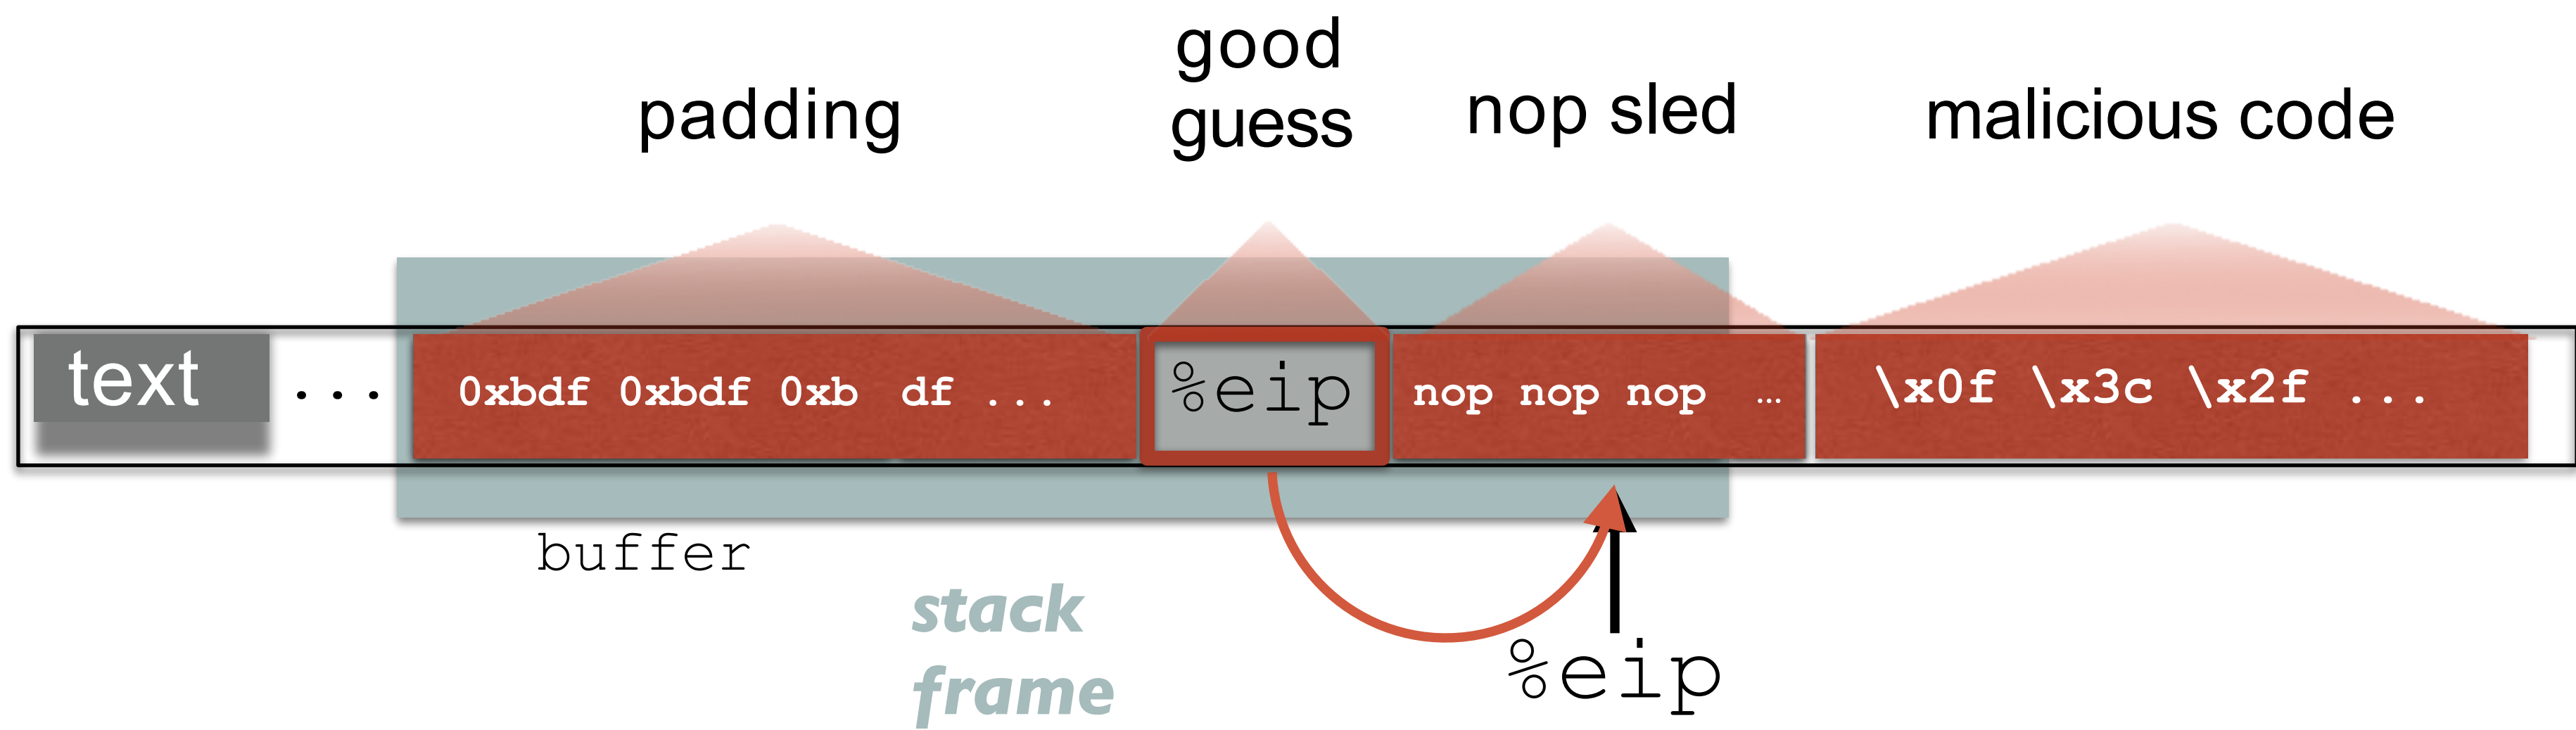 good
guess
padding
nop sled
malicious code
text
...
0xbdf 0xbdf 0xb df ...
%eip
nop nop nop ...
\x0f \x3c \x2f ...
buffer
stack
frame
%eip